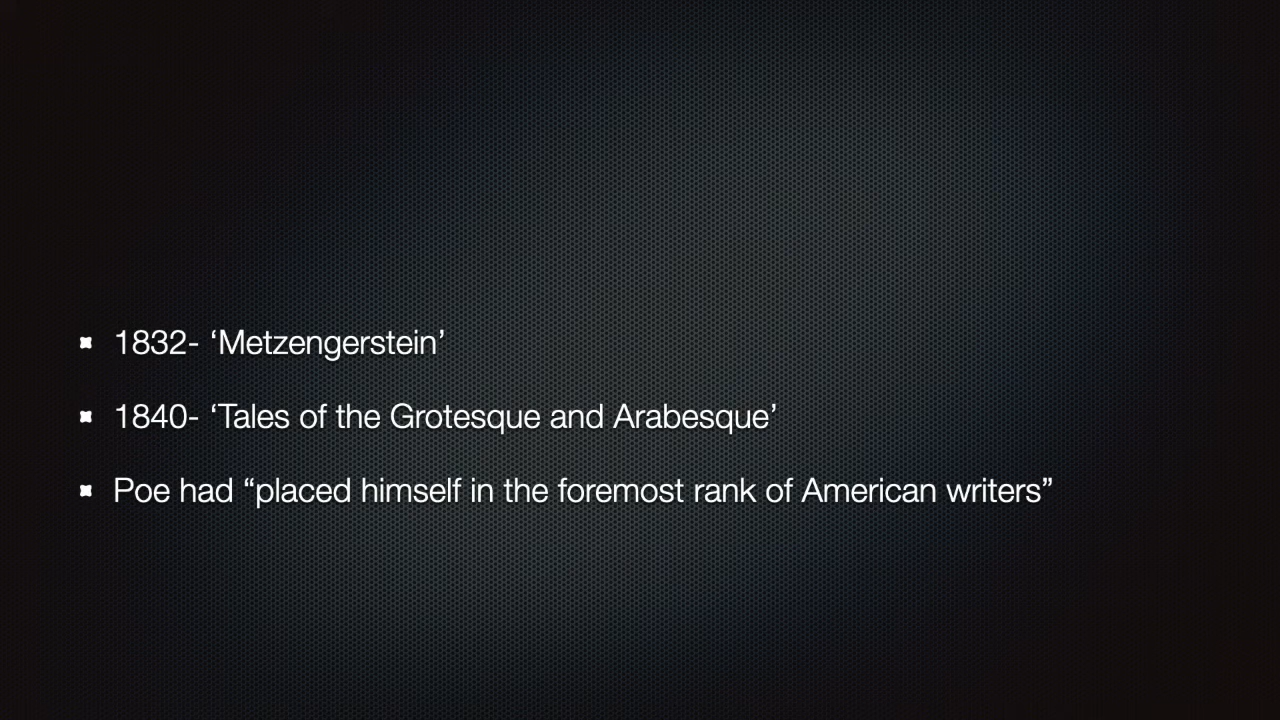 1832- ‘Metzengerstein’
1840- ‘Tales of the Grotesque and Arabesque’
Poe had “placed himself in the foremost rank of American writers”